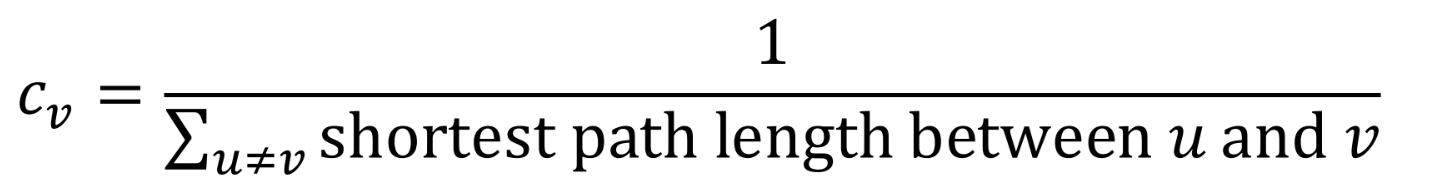 c_v = 1 / ∑_{u≠v} shortest path length between u and v